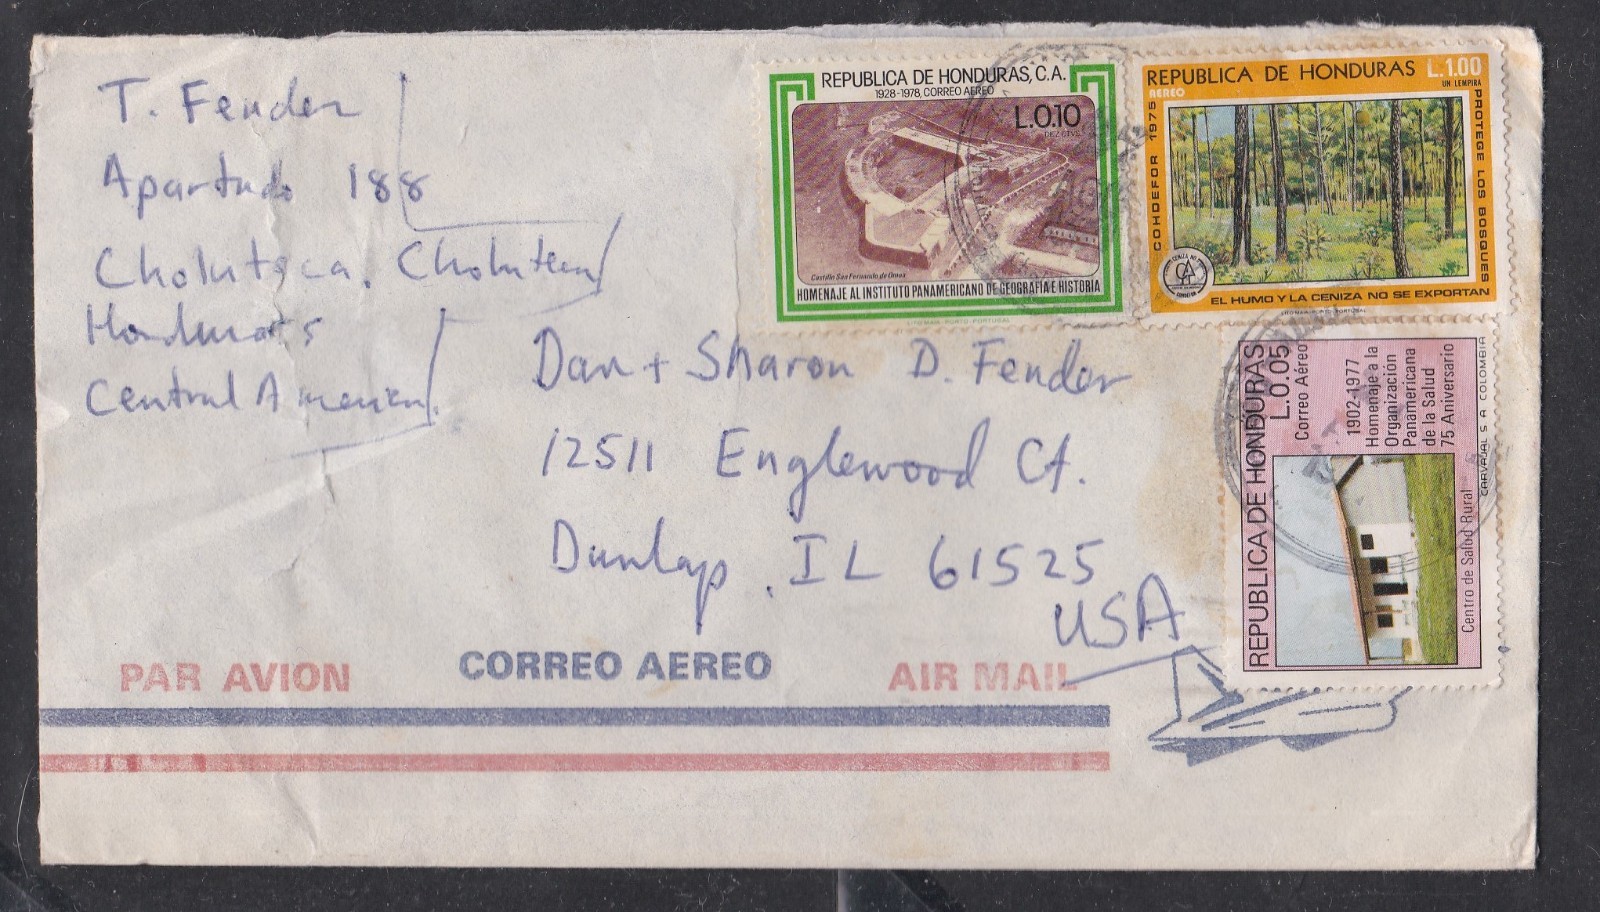 T. Fender
Apartado 188
Choluteca, Choluteca
Honduras
Central America.
REPUBLICA DE HONDURAS, C.A.
1928-1978, CORREO AEREO
L.0.10
DIEZ CTVS.
Castillo San Fernando de Omoa
HOMENAJE AL INSTITUTO PANAMERICANO DE GEOGRAFIA E HISTORIA
LITO MAIA · PORTO · PORTUGAL
REPUBLICA DE HONDURAS L.1.00
AEREO
UN LEMPIRA
COHDEFOR 1975
PROTEGE LOS BOSQUES
EL HUMO Y LA CENIZA NO SE EXPORTAN
REPUBLICA DE HONDURAS
L.0.05
Correo Aéreo
1902-1977
Homenaje a la
Organización
Panamericana
de la Salud
75 Aniversario
Centro de Salud Rural
CARVAJAL S A COLOMBIA
Dan + Sharon D. Fender
12511 Englewood Ct.
Dunlap, IL 61525
USA
PAR AVION CORREO AEREO AIR MAIL